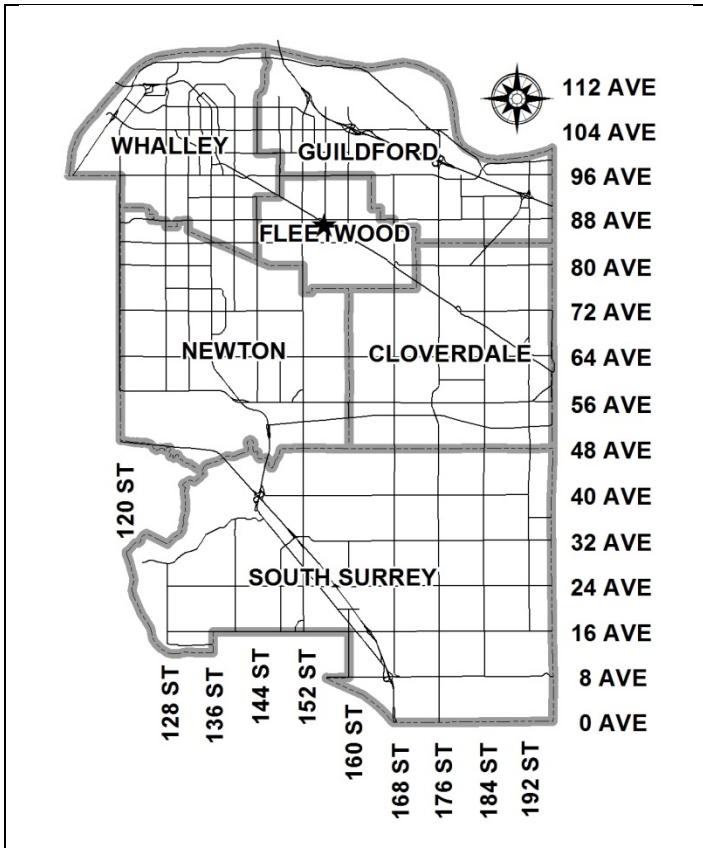 112 AVE
104 AVE
WHALLEY
GUILDFORD
96 AVE
88 AVE
FLEETWOOD
80 AVE
72 AVE
NEWTON
CLOVERDALE
64 AVE
56 AVE
48 AVE
120 ST
40 AVE
32 AVE
SOUTH SURREY
24 AVE
16 AVE
128 ST
136 ST
144 ST
152 ST
160 ST
8 AVE
0 AVE
168 ST
176 ST
184 ST
192 ST